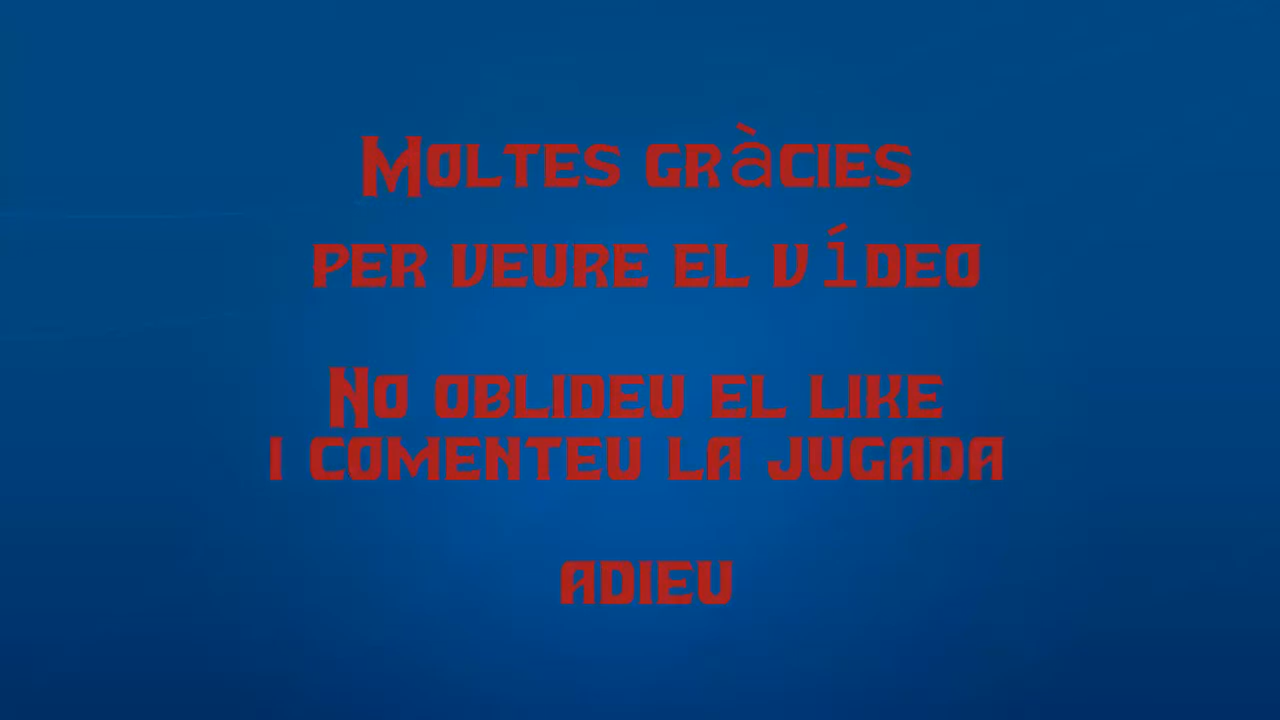 Moltes gràcies
per veure el vídeo
No oblideu el like
i comenteu la jugada
adieu